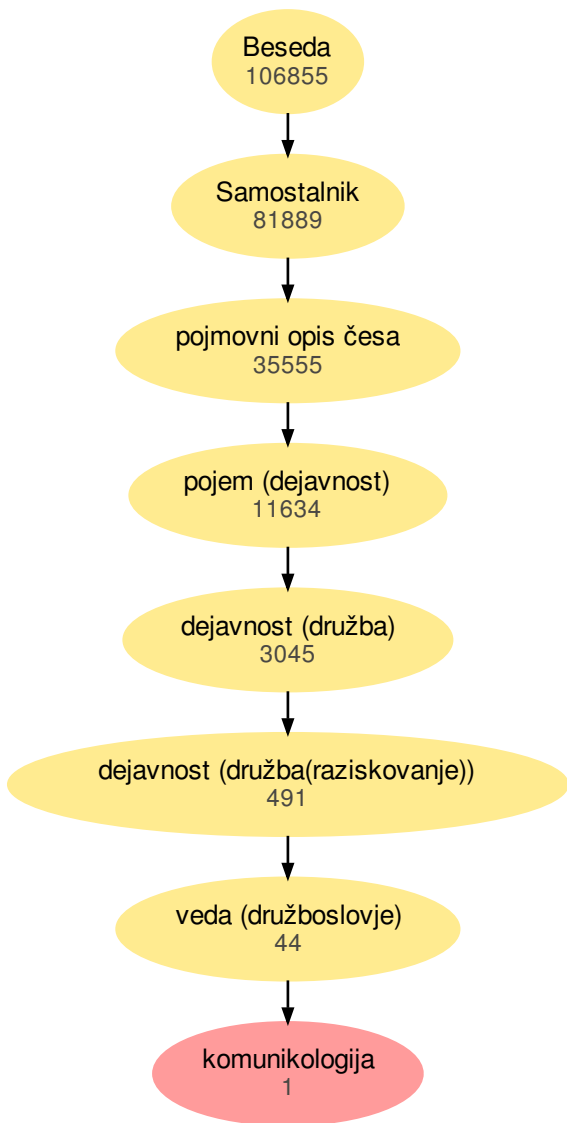 Beseda
106855
Samostalnik
81889
pojmovni opis česa
35555
pojem (dejavnost)
11634
dejavnost (družba)
3045
dejavnost (družba(raziskovanje))
491
veda (družboslovje)
44
komunikologija
1